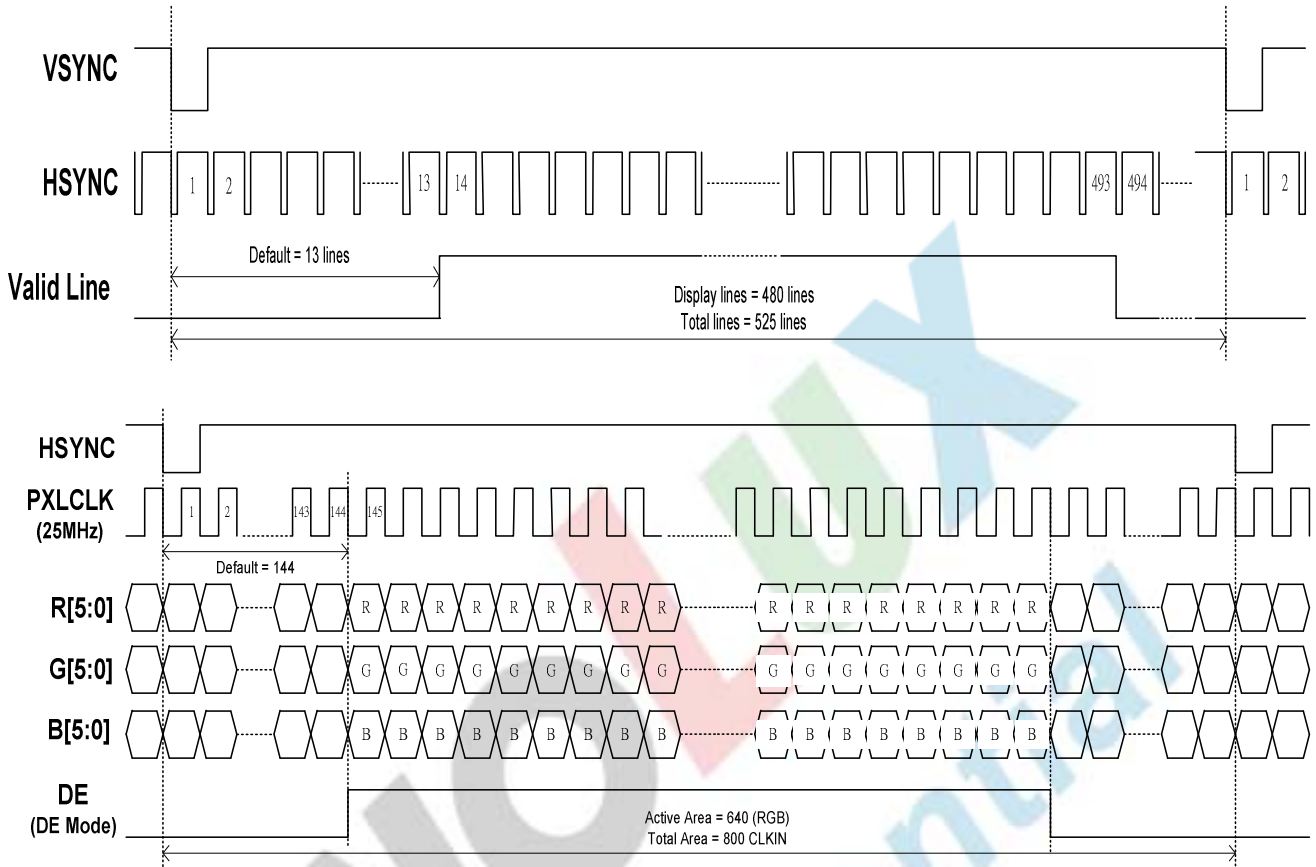 VSYNC
HSYNC
1 2 13 14 493 494 1 2
Default = 13 lines
Valid Line
Display lines = 480 lines
Total lines = 525 lines
HSYNC
PXLCLK
(25MHz)
1 2 143 144 145
Default = 144
R[5:0]
R R R R R R R R R R R R R R R R R
G[5:0]
G G G G G G G G G G G G G G G G G
B[5:0]
B B B B B B B B B B B B B B B B B
DE
(DE Mode)
Active Area = 640 (RGB)
Total Area = 800 CLKIN